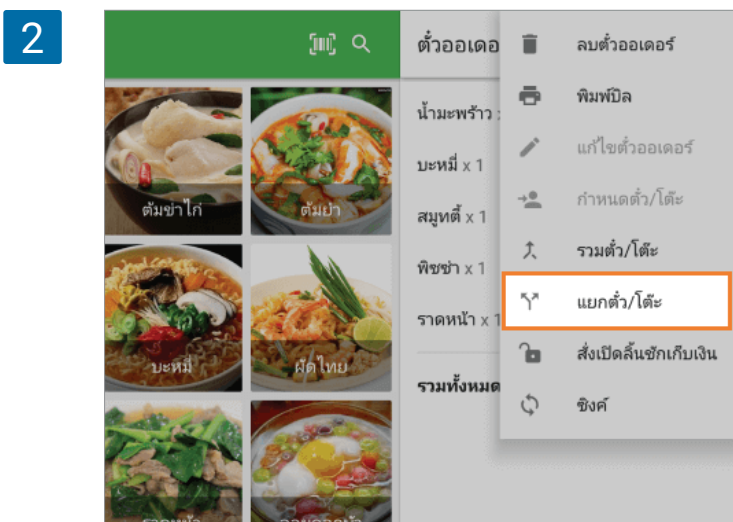 2
ตั๋วออเดอ
ลบตั๋วออเดอร์
พิมพ์บิล
แก้ไขตั๋วออเดอร์
กำหนดตั๋ว/โต๊ะ
รวมตั๋ว/โต๊ะ
แยกตั๋ว/โต๊ะ
สั่งเปิดลิ้นชักเก็บเงิน
ซิงค์
น้ำมะพร้าว
บะหมี่ x 1
สมูทตี้ x 1
พิซซ่า x 1
ราดหน้า x 1
รวมทั้งหมด
ต้มข่าไก่
ต้มยำ
บะหมี่
ผัดไทย